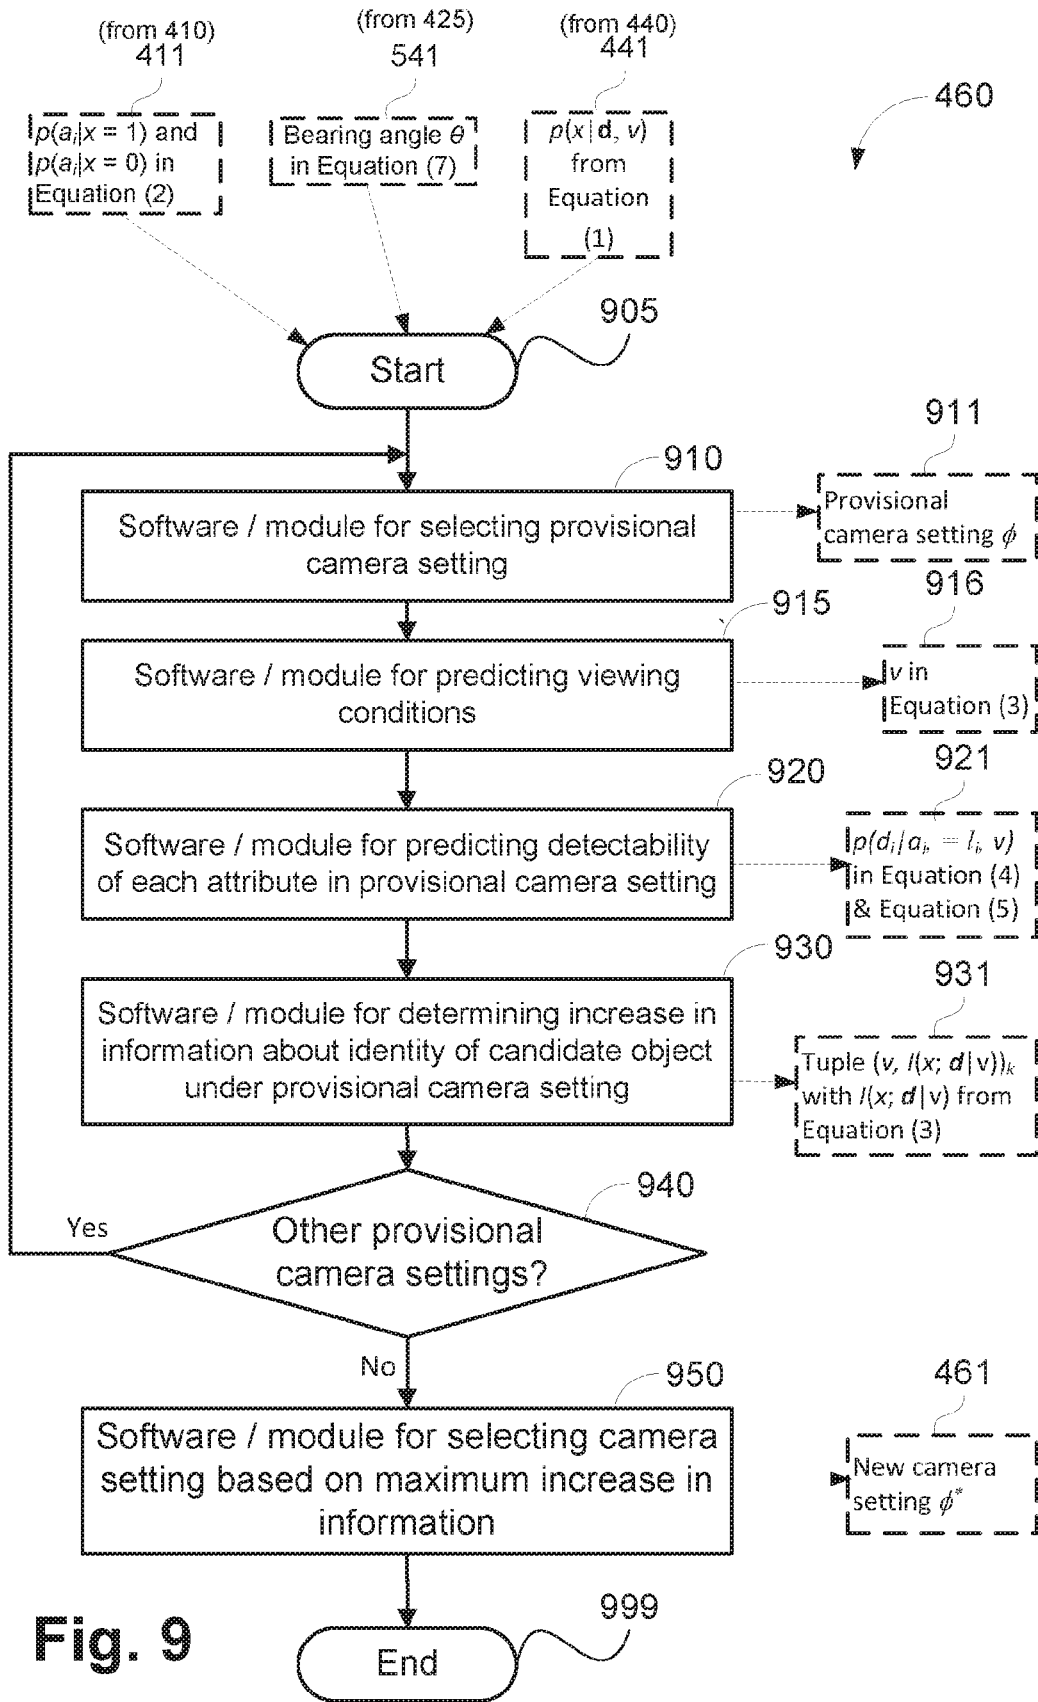 (from 410)
411
(from 425)
541
(from 440)
441
460
p(aᵢ|x = 1) and
p(aᵢ|x = 0) in
Equation (2)
Bearing angle θ
in Equation (7)
p(x|d, v)
from
Equation
(1)
905
Start
910
911
Software / module for selecting provisional
camera setting
Provisional
camera setting ϕ
915
916
Software / module for predicting viewing
conditions
v in
Equation (3)
920
921
Software / module for predicting detectability
of each attribute in provisional camera setting
p(dᵢ|aᵢ, = lᵢ, v)
in Equation (4)
& Equation (5)
930
931
Software / module for determining increase in
information about identity of candidate object
under provisional camera setting
Tuple (v, I(x; d|v))ₖ
with I(x; d|v) from
Equation (3)
940
Yes
Other provisional
camera settings?
No
950
461
Software / module for selecting camera
setting based on maximum increase in
information
New camera
setting ϕ*
999
End
Fig. 9